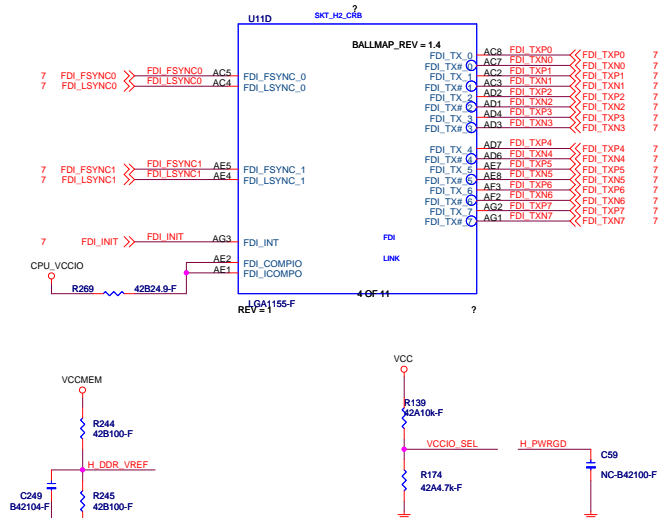 ?
U11D SKT_H2_CRB
BALLMAP_REV = 1.4
7 FDI_FSYNC0 FDI_FSYNC0 AC5 FDI_FSYNC_0
7 FDI_LSYNC0 FDI_LSYNC0 AC4 FDI_LSYNC_0
FDI_TX_0 AC8 FDI_TXP0 FDI_TXP0 7
FDI_TX#_0 AC7 FDI_TXN0 FDI_TXN0 7
FDI_TX_1 AC2 FDI_TXP1 FDI_TXP1 7
FDI_TX#_1 AC3 FDI_TXN1 FDI_TXN1 7
FDI_TX_2 AD2 FDI_TXP2 FDI_TXP2 7
FDI_TX#_2 AD1 FDI_TXN2 FDI_TXN2 7
FDI_TX_3 AD4 FDI_TXP3 FDI_TXP3 7
FDI_TX#_3 AD3 FDI_TXN3 FDI_TXN3 7
7 FDI_FSYNC1 FDI_FSYNC1 AE5 FDI_FSYNC_1
7 FDI_LSYNC1 FDI_LSYNC1 AE4 FDI_LSYNC_1
FDI_TX_4 AD7 FDI_TXP4 FDI_TXP4 7
FDI_TX#_4 AD6 FDI_TXN4 FDI_TXN4 7
FDI_TX_5 AE7 FDI_TXP5 FDI_TXP5 7
FDI_TX#_5 AE8 FDI_TXN5 FDI_TXN5 7
FDI_TX_6 AF3 FDI_TXP6 FDI_TXP6 7
FDI_TX#_6 AF2 FDI_TXN6 FDI_TXN6 7
FDI_TX_7 AG2 FDI_TXP7 FDI_TXP7 7
FDI_TX#_7 AG1 FDI_TXN7 FDI_TXN7 7
7 FDI_INIT FDI_INIT AG3 FDI_INT
FDI
LINK
CPU_VCCIO
AE2 FDI_COMPIO
AE1 FDI_ICOMPO
R269 42B24.9-F
4 OF 11
LGA1155-F
REV = 1 ?
VCCMEM
R244
42B100-F
H_DDR_VREF
C249
B42104-F
R245
42B100-F
VCC
R139
42A10k-F
VCCIO_SEL
R174
42A4.7k-F
H_PWRGD
C59
NC-B42100-F